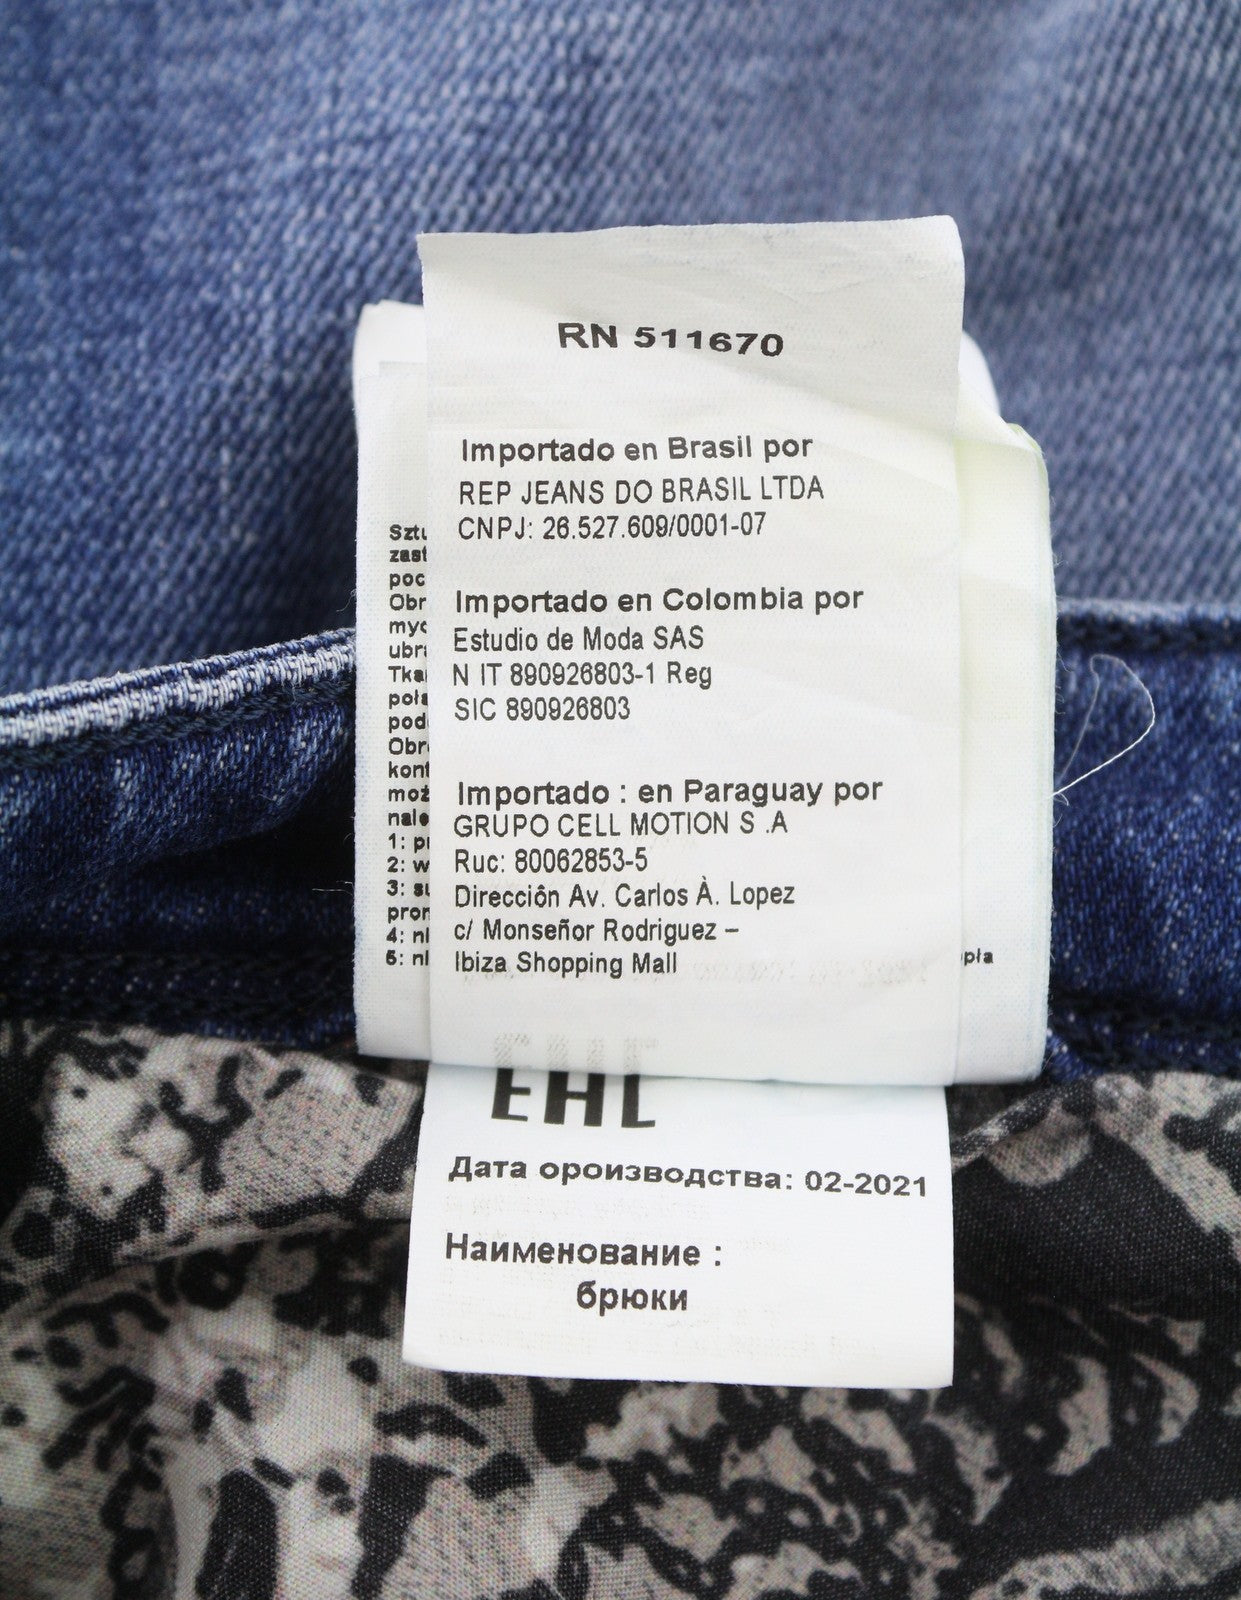 RN 511670
Importado en Brasil por
REP JEANS DO BRASIL LTDA
CNPJ: 26.527.609/0001-07
Importado en Colombia por
Estudio de Moda SAS
N IT 890926803-1 Reg
SIC 890926803
Importado : en Paraguay por
GRUPO CELL MOTION S .A
Ruc: 80062853-5
Dirección Av. Carlos À. Lopez
c/ Monseñor Rodriguez –
Ibiza Shopping Mall
EAC
Дата ороизводства: 02-2021
Наименование :
брюки